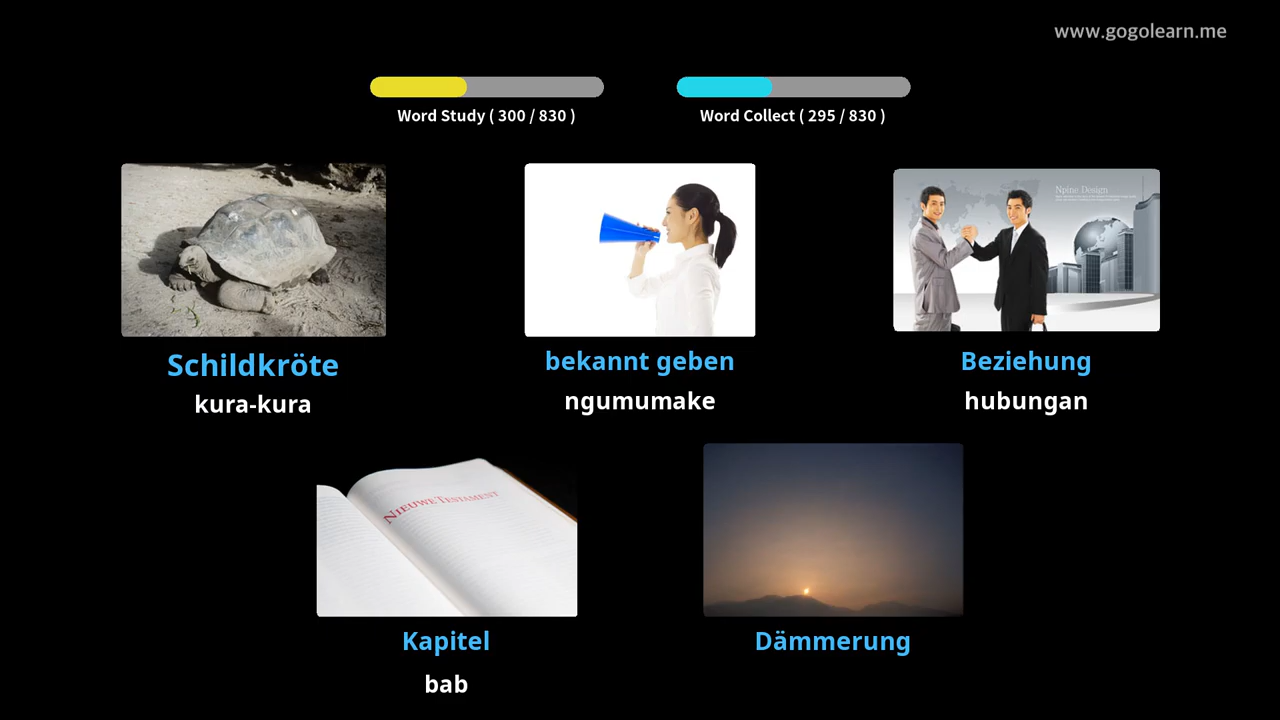 www.gogolearn.me
Word Study ( 300 / 830 )
Word Collect ( 295 / 830 )
Npine Design
Schildkröte
kura-kura
bekannt geben
ngumumake
Beziehung
hubungan
NIEUWE TESTAMENT
Kapitel
bab
Dämmerung